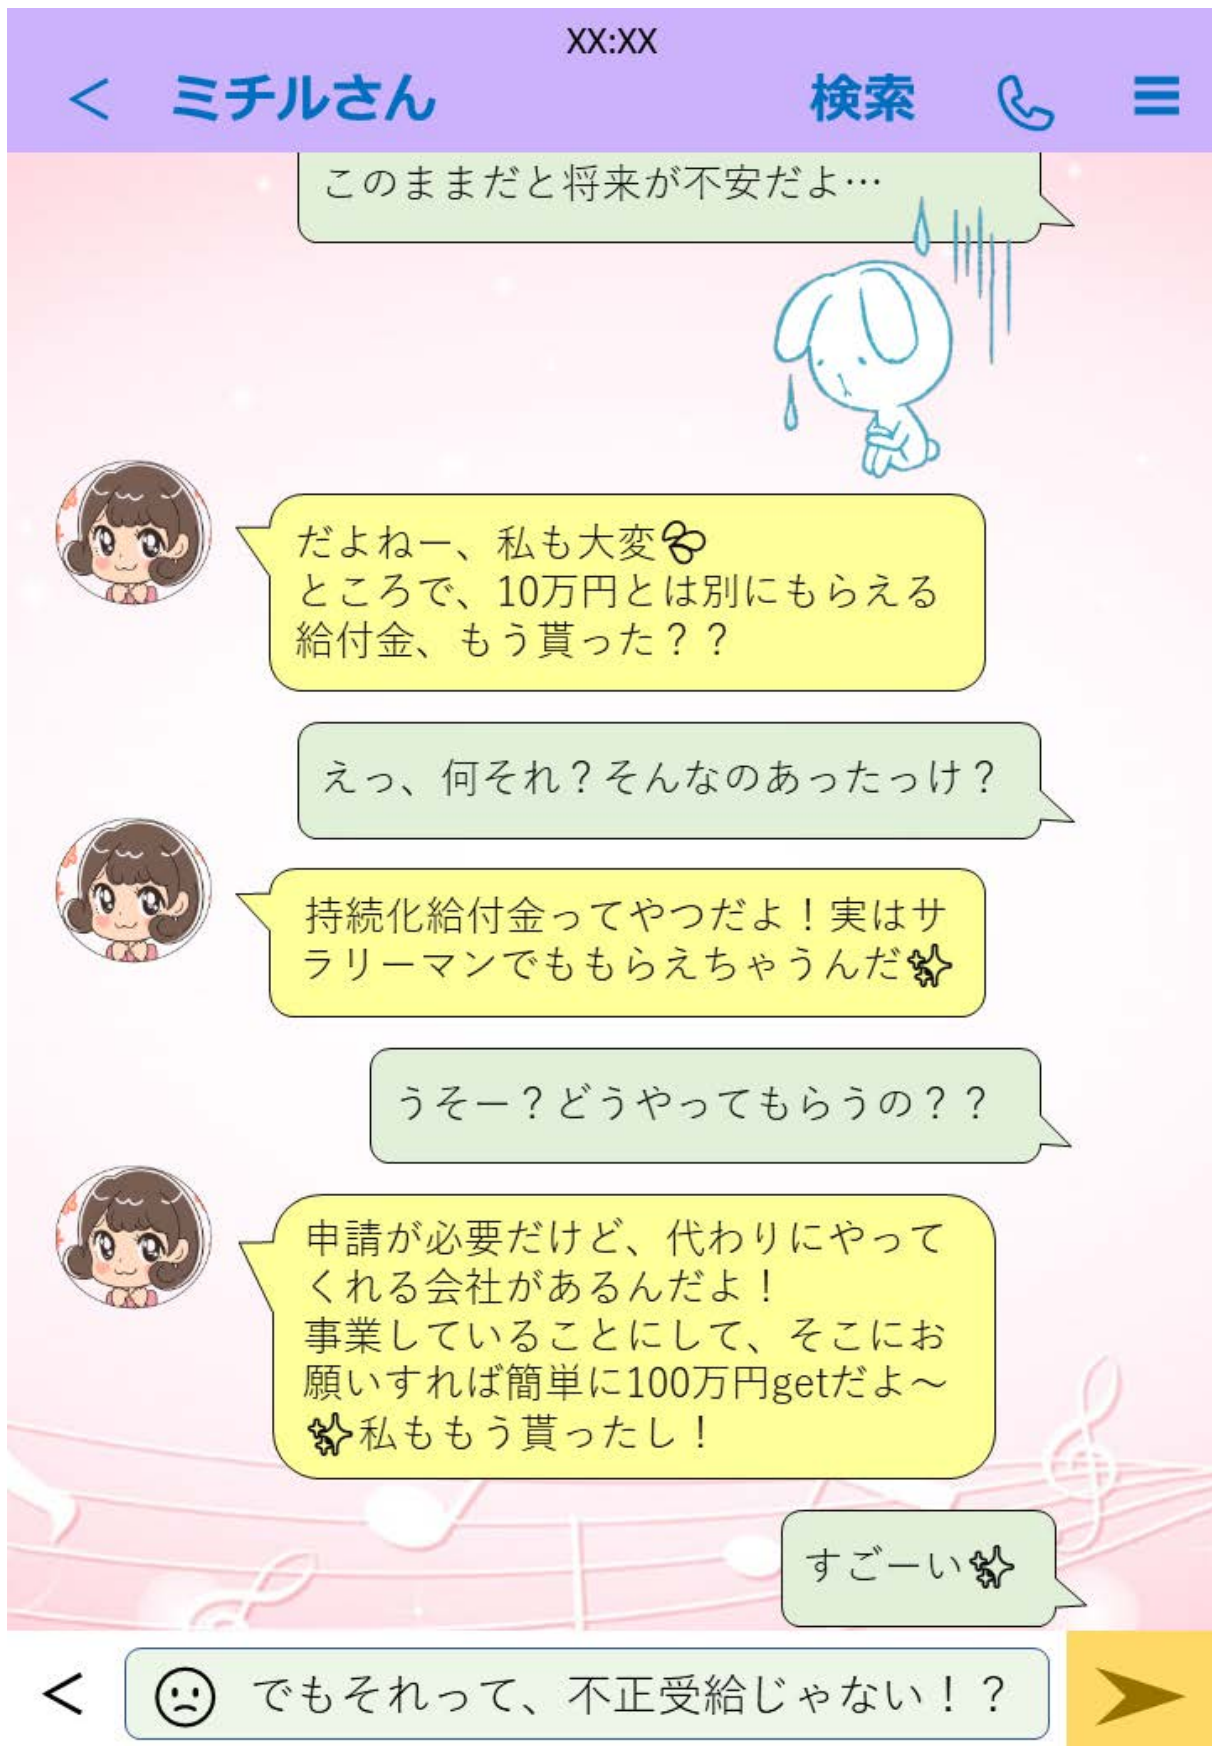 XX:XX
＜ ミチルさん 検索 ☰
このままだと将来が不安だよ…
だよねー、私も大変💦
ところで、10万円とは別にもらえる
給付金、もう貰った？？
えっ、何それ？そんなのあったっけ？
持続化給付金ってやつだよ！実はサ
ラリーマンでももらえちゃうんだ✨
うそー？どうやってもらうの？？
申請が必要だけど、代わりにやって
くれる会社があるんだよ！
事業していることにして、そこにお
願いすれば簡単に100万円getだよ～
✨私ももう貰ったし！
すごーい✨
＜ ☹ でもそれって、不正受給じゃない！？